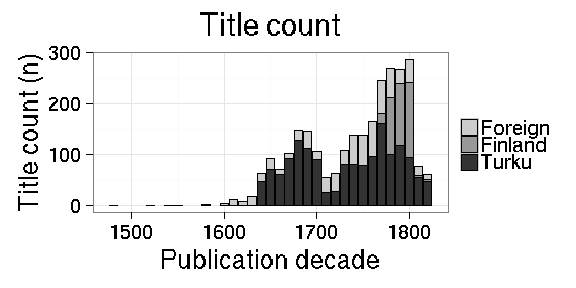 Title count
Title count (n)
300
200
100
0
1500
1600
1700
1800
Publication decade
Foreign
Finland
Turku